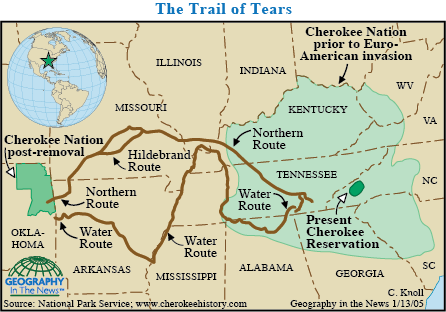 The Trail of Tears
Cherokee Nation
prior to Euro-
American invasion
ILLINOIS
INDIANA
WV
MISSOURI
KENTUCKY
VA
Northern
Route
Cherokee Nation
post-removal
Hildebrand
Route
TENNESSEE
NC
Northern
Route
Water
Route
Present
Cherokee
Reservation
OKLA-
HOMA
Water
Route
Water
Route
ARKANSAS
MISSISSIPPI
ALABAMA
GEORGIA
SC
GEOGRAPHY
In The News™
C. Knoll
Source: National Park Service; www.cherokeehistory.com
Geography in the News 1/13/05